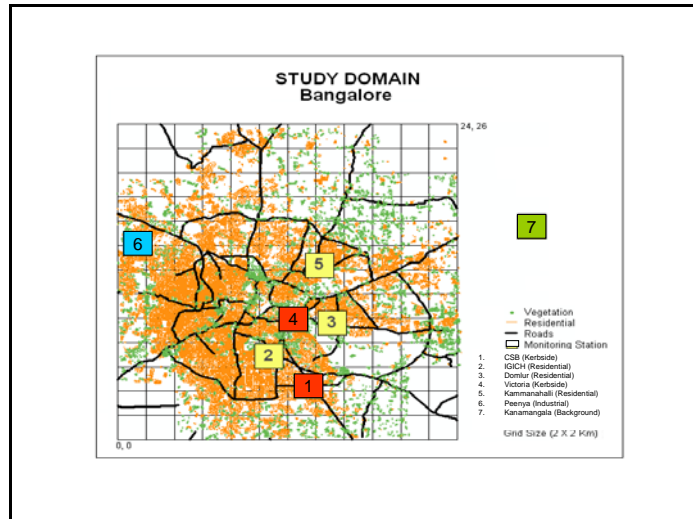 STUDY DOMAIN
Bangalore
24, 26
7
6
5
4
3
2
1
Vegetation
Residential
Roads
Monitoring Station
1. CSB (Kerbside)
2. IGICH (Residential)
3. Domlur (Residential)
4. Victoria (Kerbside)
5. Kammanahalli (Residential)
6. Peenya (Industrial)
7. Kanamangala (Background)
Grid Size (2 X 2 Km)
0, 0